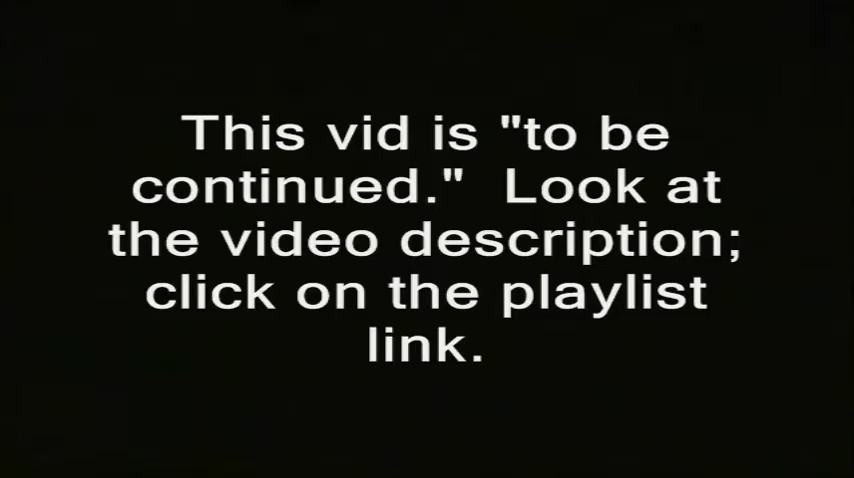 This vid is "to be
continued."  Look at
the video description;
click on the playlist
link.